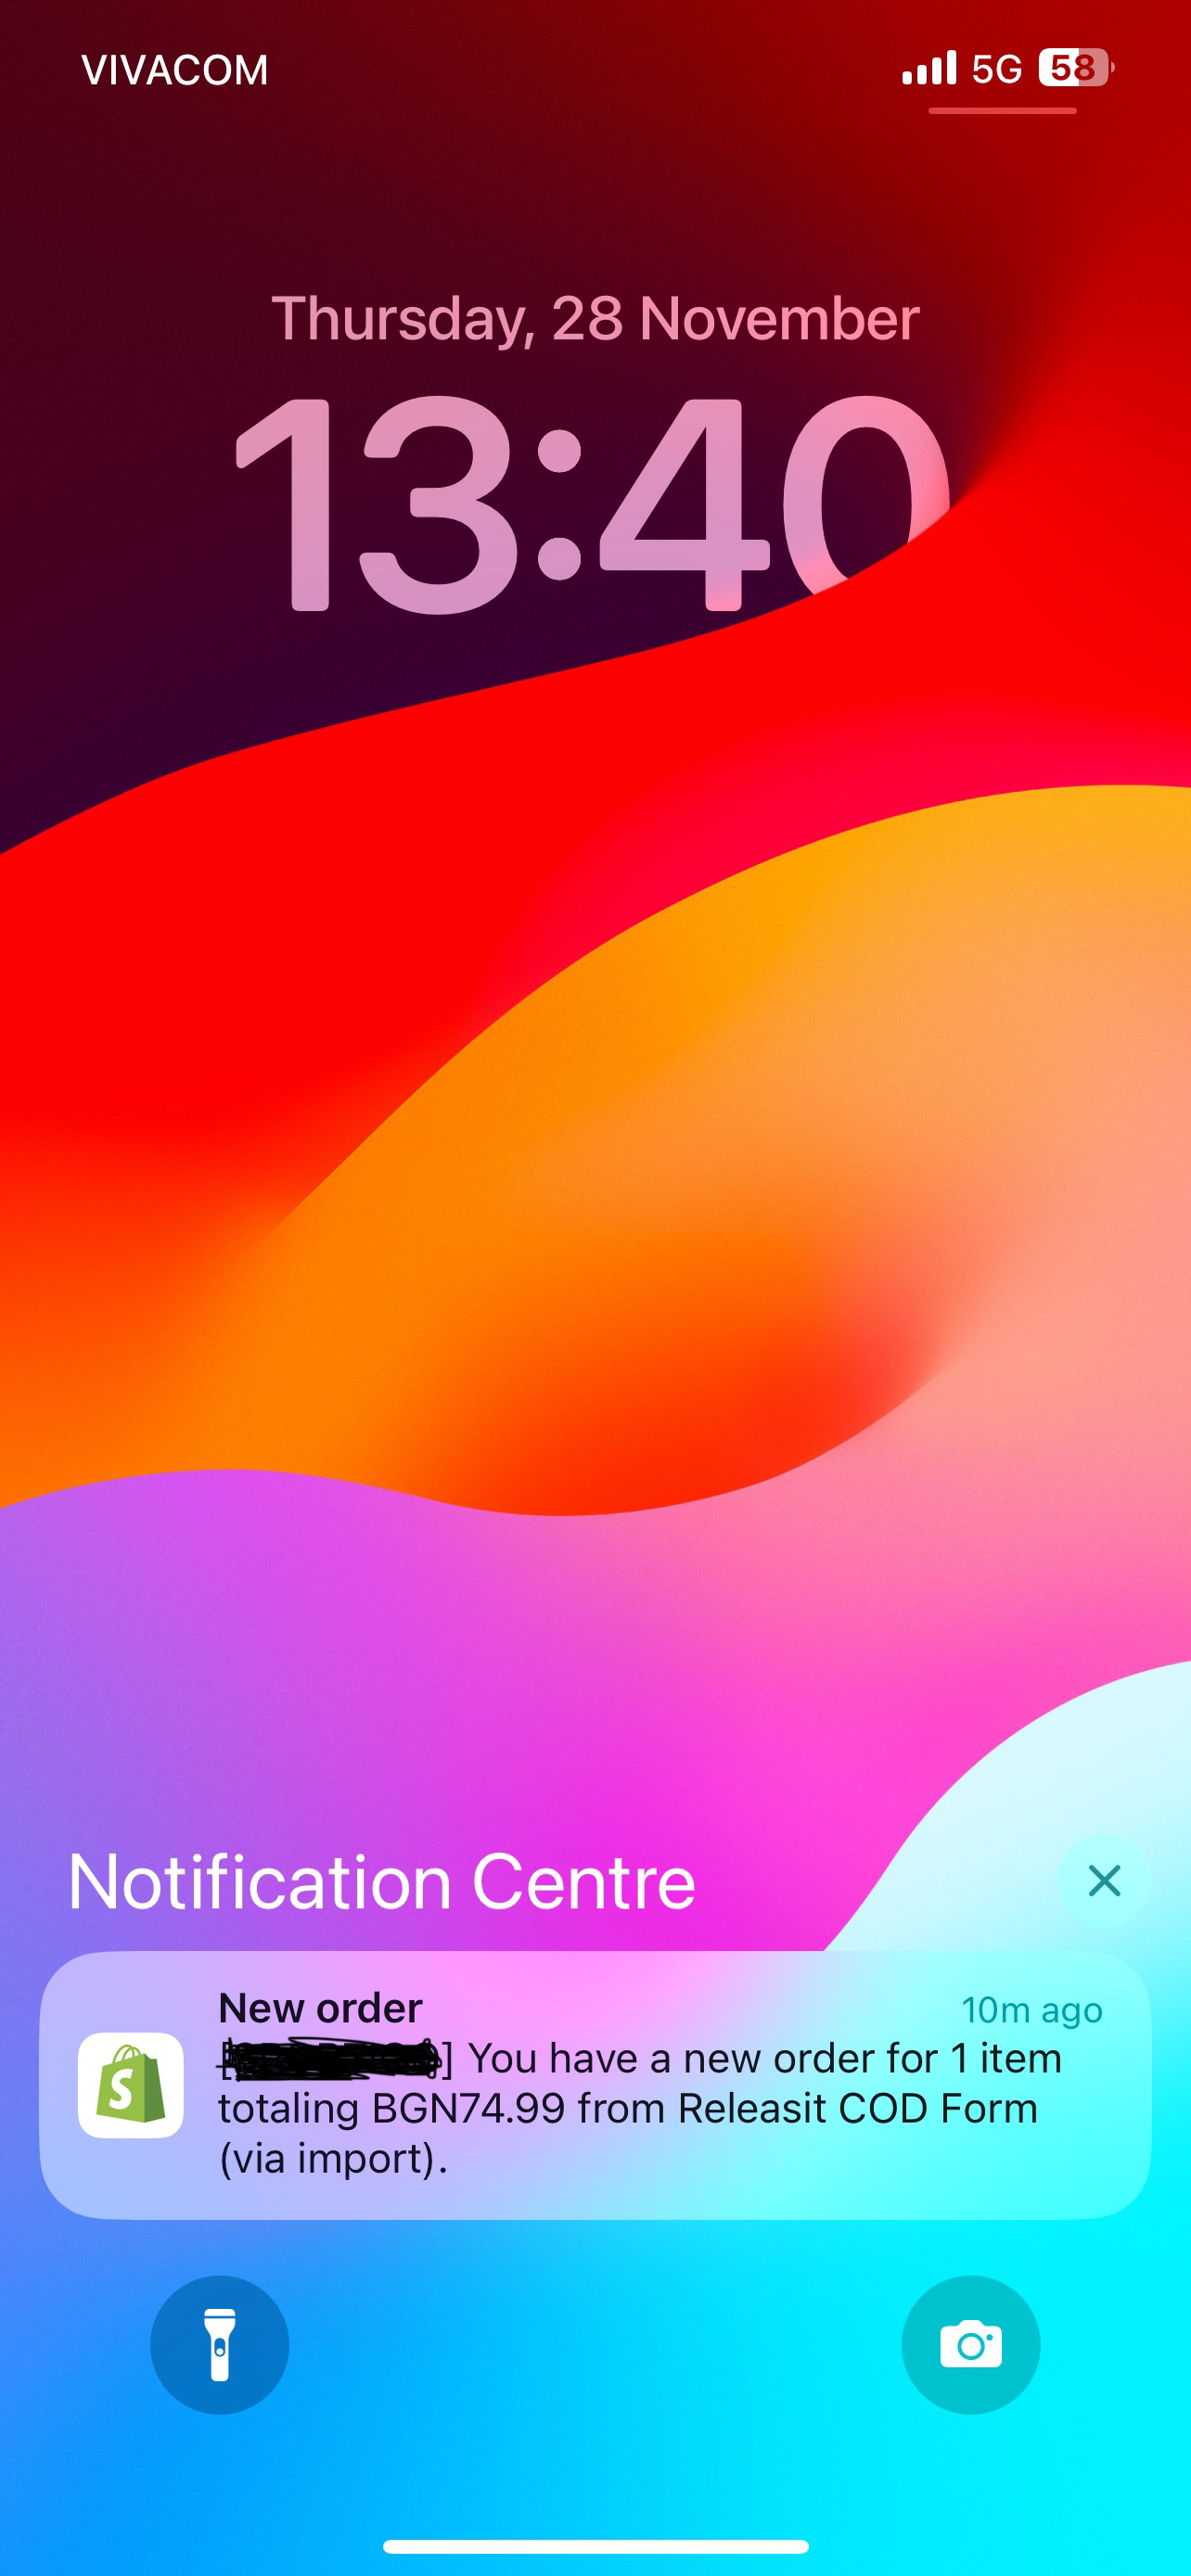 VIVACOM
5G 58
Thursday, 28 November
13:40
Notification Centre
New order
10m ago
] You have a new order for 1 item
totaling BGN74.99 from Releasit COD Form
(via import).